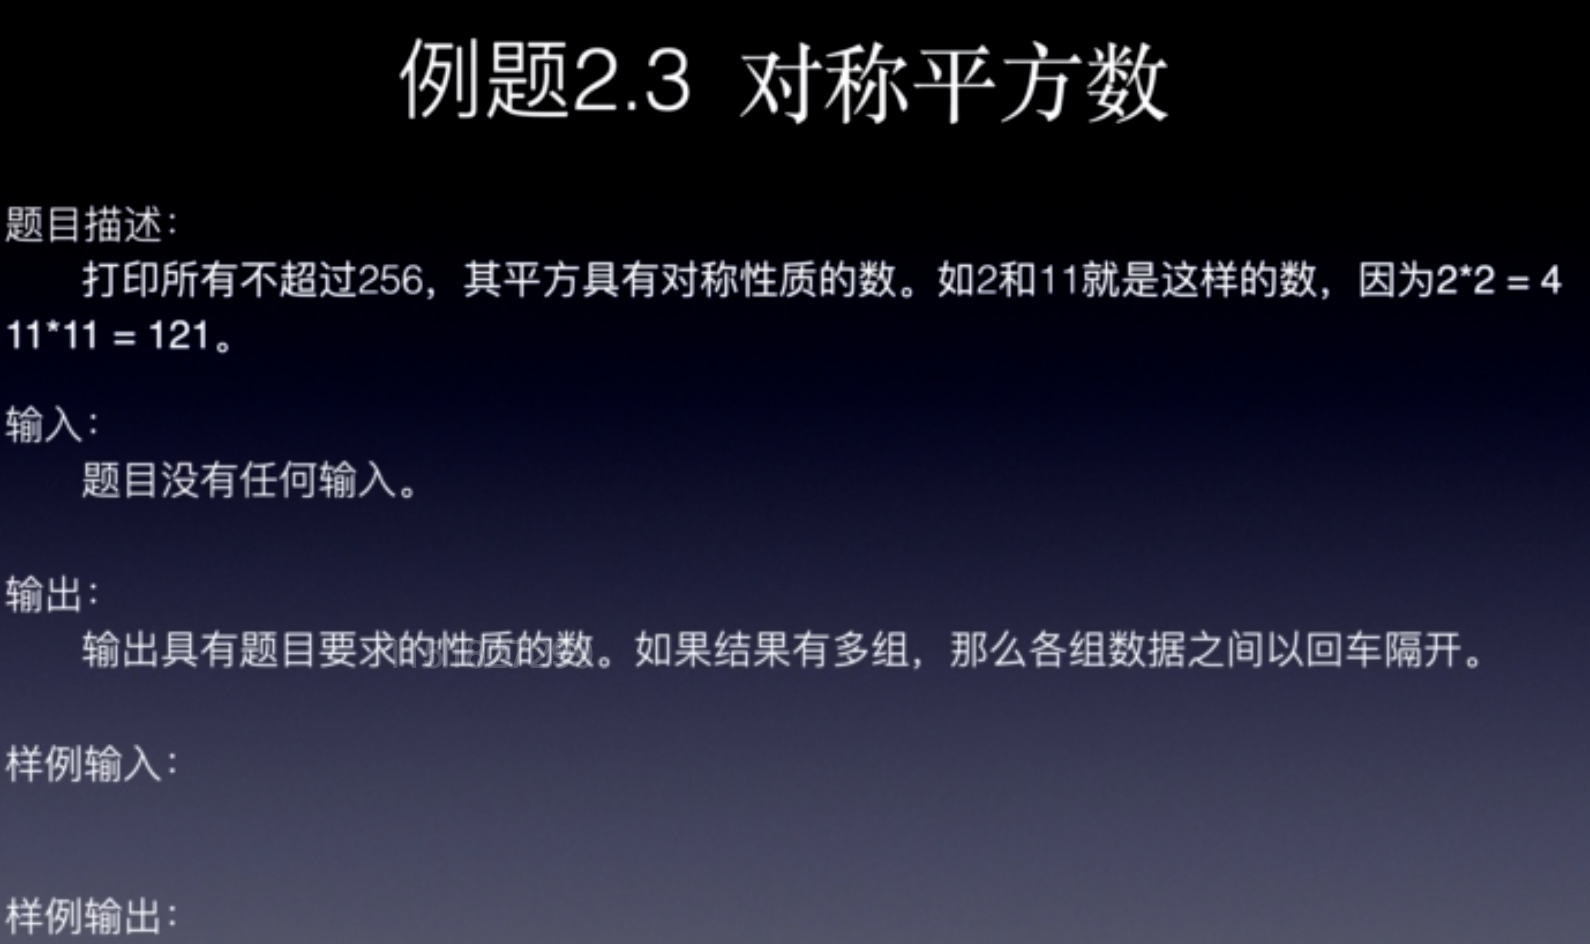 例题2.3 对称平方数
题目描述：
打印所有不超过256，其平方具有对称性质的数。如2和11就是这样的数，因为2*2 = 4
11*11 = 121。
输入：
题目没有任何输入。
输出：
输出具有题目要求的性质的数。如果结果有多组，那么各组数据之间以回车隔开。
样例输入：
样例输出：